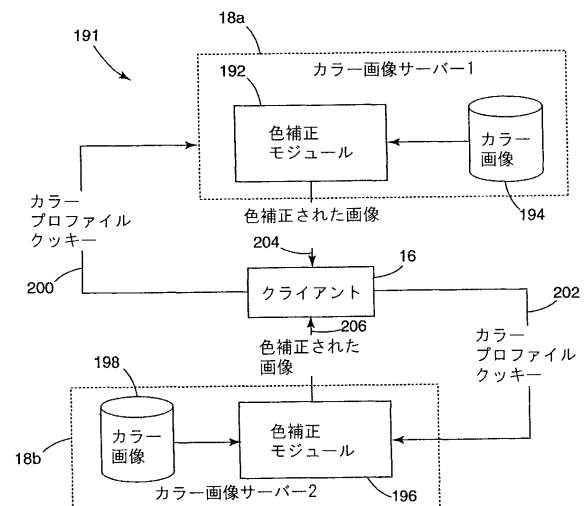 191
18a
カラー画像サーバー1
192
色補正
モジュール
カラー
画像
194
カラー
プロファイル
クッキー
200
色補正された画像
204
16
クライアント
202
206
色補正された
画像
カラー
プロファイル
クッキー
198
カラー
画像
18b
色補正
モジュール
カラー画像サーバー2
196